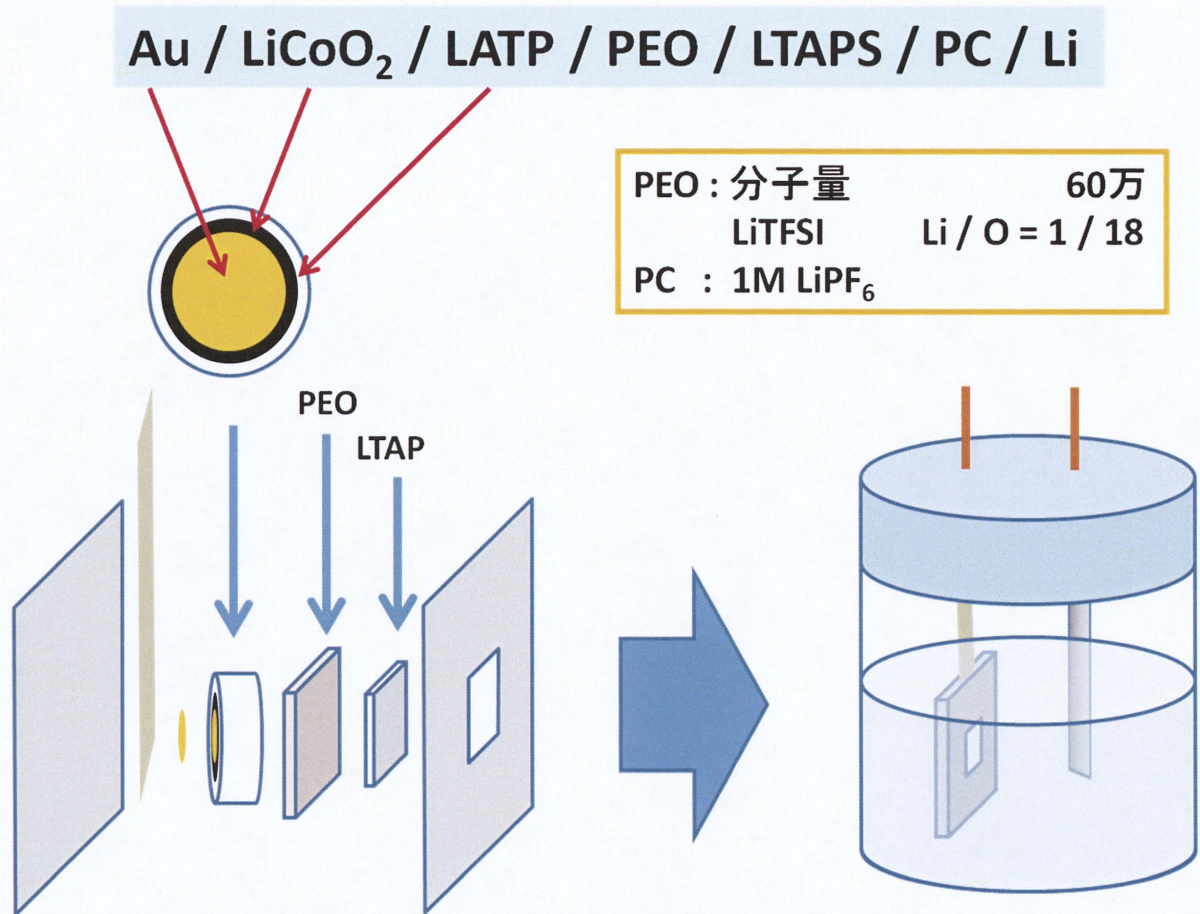 Au / LiCoO₂ / LATP / PEO / LTAPS / PC / Li
PEO : 分子量 60万
LiTFSI Li / O = 1 / 18
PC : 1M LiPF₆
PEO
LTAP